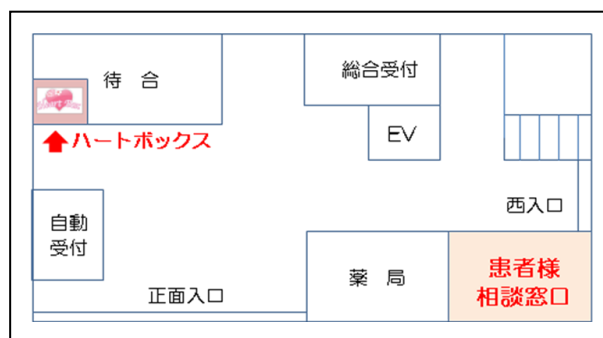 待 合
総合受付
ハートボックス
EV
自動
受付
西入口
薬 局
患者様
相談窓口
正面入口